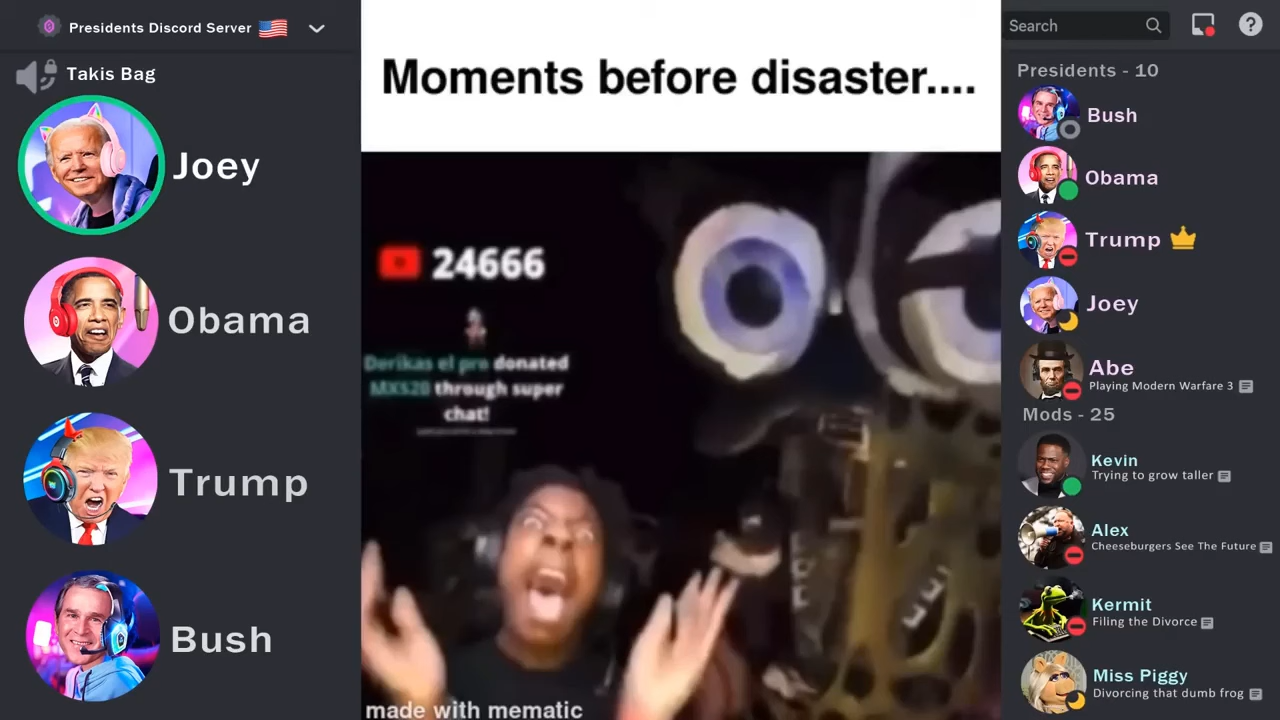 Presidents Discord Server
Takis Bag
Joey
Obama
Trump
Bush
Moments before disaster....
24666
Derikas el pro donated
MX$20 through super
chat!
made with mematic
Search
Presidents - 10
Bush
Obama
Trump
Joey
Abe
Playing Modern Warfare 3
Mods - 25
Kevin
Trying to grow taller
Alex
Cheeseburgers See The Future
Kermit
Filing the Divorce
Miss Piggy
Divorcing that dumb frog